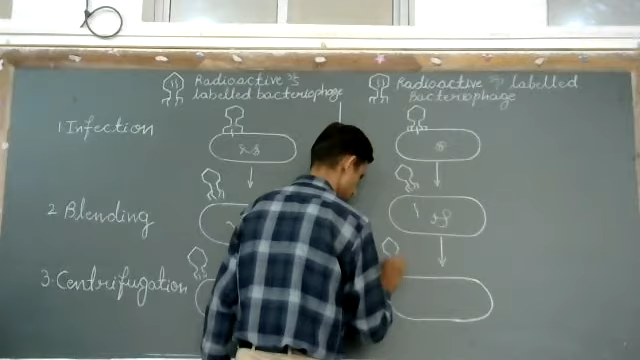 Radioactive ³⁵S
labelled bacteriophage
Radioactive ³²P labelled
Bacteriophage
1 Infection
2 Blending
3. Centrifugation